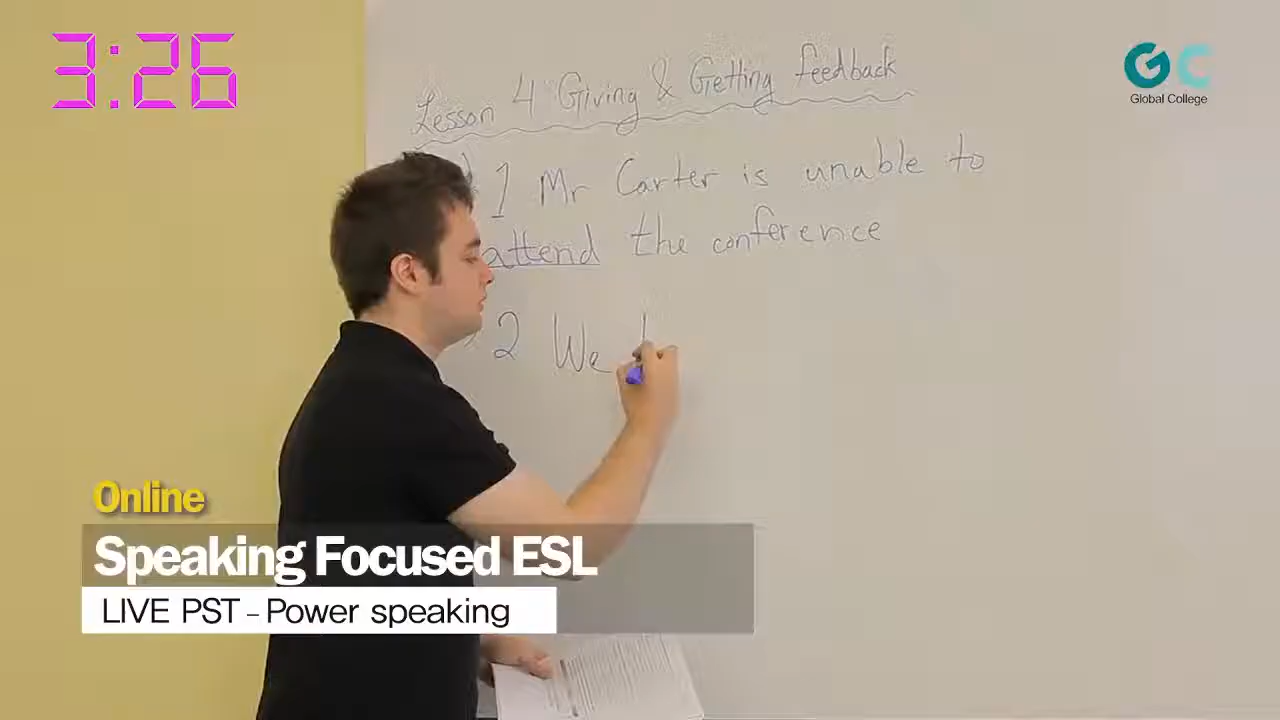 3:26
GC
Global College
Lesson 4 Giving & Getting feedback
1 Mr Carter is unable to
attend the conference
2 We
Online
Speaking Focused ESL
LIVE PST – Power speaking